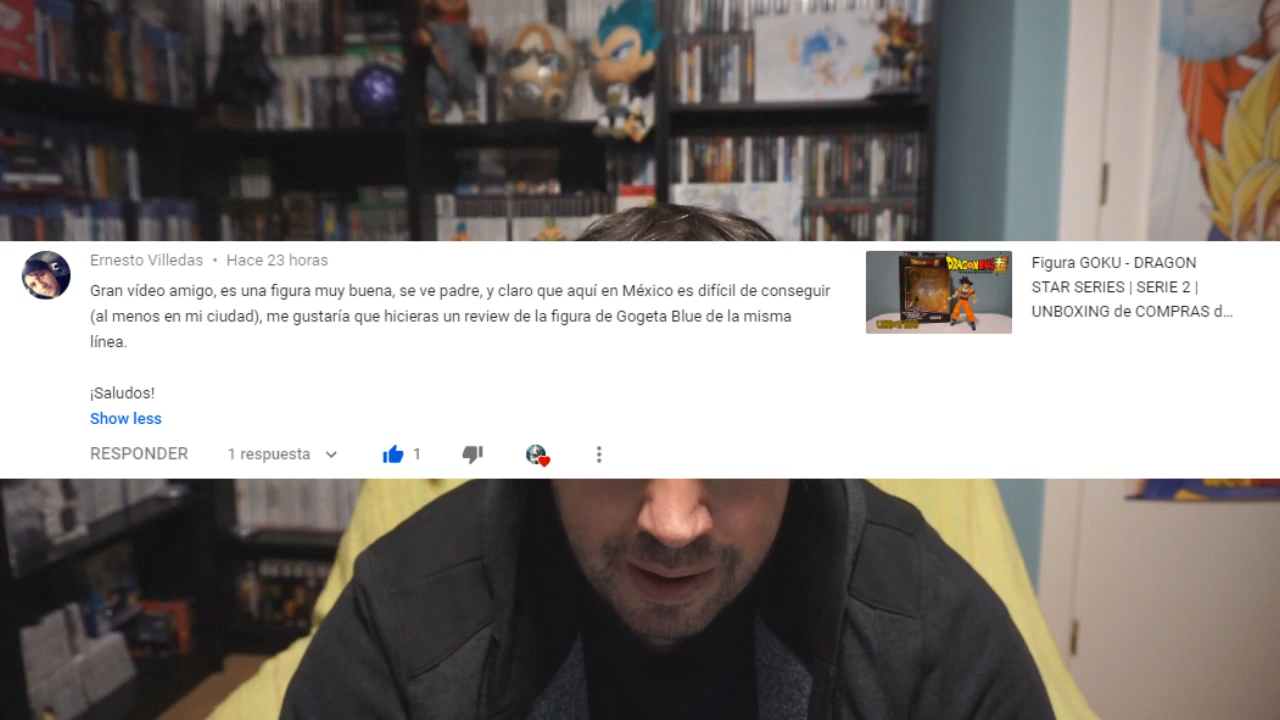 Ernesto Villedas • Hace 23 horas
Gran vídeo amigo, es una figura muy buena, se ve padre, y claro que aquí en México es difícil de conseguir
(al menos en mi ciudad), me gustaría que hicieras un review de la figura de Gogeta Blue de la misma
línea.
¡Saludos!
Show less
RESPONDER 1 respuesta 1
Figura GOKU - DRAGON
STAR SERIES | SERIE 2 |
UNBOXING de COMPRAS d...